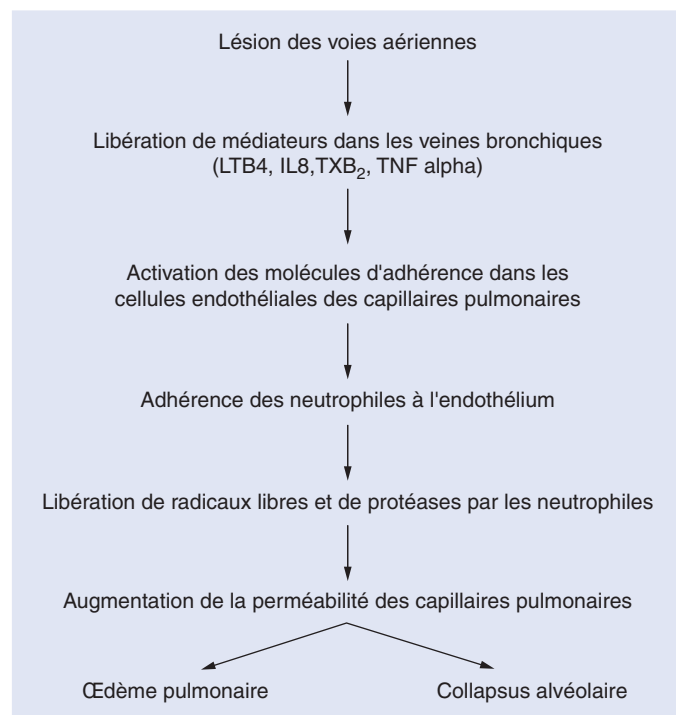 Lésion des voies aériennes
Libération de médiateurs dans les veines bronchiques
(LTB4, IL8,TXB₂, TNF alpha)
Activation des molécules d'adhérence dans les
cellules endothéliales des capillaires pulmonaires
Adhérence des neutrophiles à l'endothélium
Libération de radicaux libres et de protéases par les neutrophiles
Augmentation de la perméabilité des capillaires pulmonaires
Œdème pulmonaire
Collapsus alvéolaire